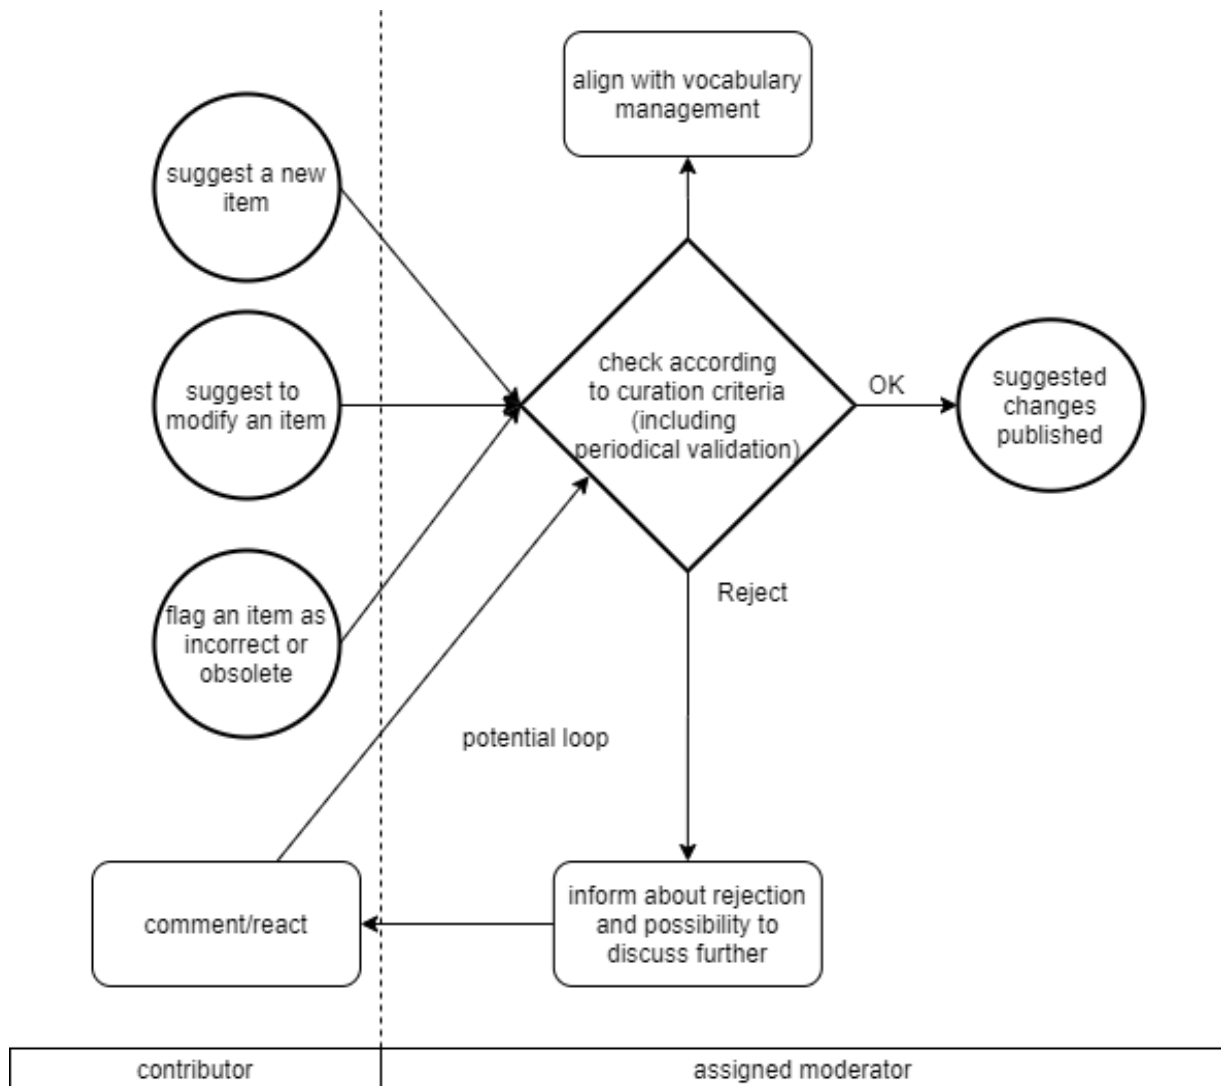 align with vocabulary
management
suggest a new
item
suggest to
modify an item
check according
to curation criteria
(including
periodical validation)
OK
suggested
changes
published
flag an item as
incorrect or
obsolete
Reject
potential loop
comment/react
inform about rejection
and possibility to
discuss further
contributor
assigned moderator